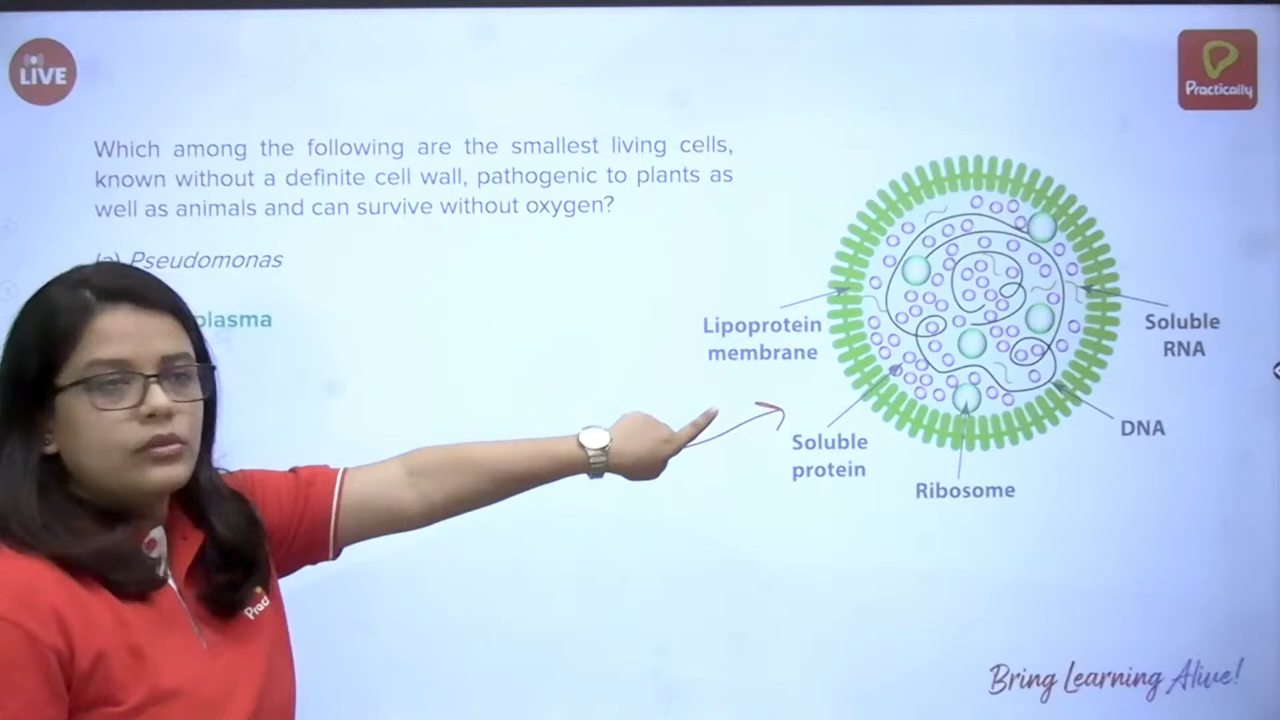 LIVE
Practically
Which among the following are the smallest living cells,
known without a definite cell wall, pathogenic to plants as
well as animals and can survive without oxygen?
(a) Pseudomonas
plasma
Lipoprotein
membrane
Soluble
RNA
Soluble
protein
DNA
Ribosome
Bring Learning Alive!